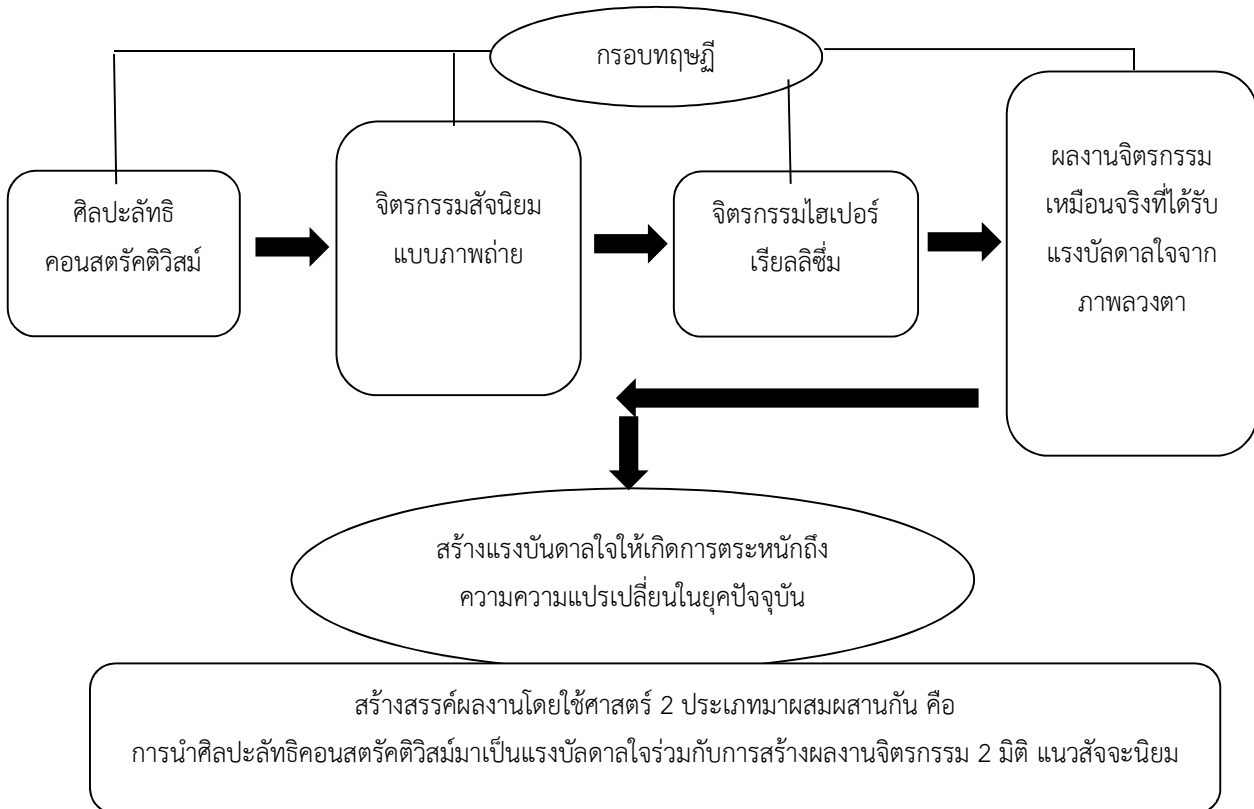 กรอบทฤษฏี
ศิลปะลัทธิ
คอนสตรัคติวิสม์
จิตรกรรมสัจนิยม
แบบภาพถ่าย
จิตรกรรมไฮเปอร์
เรียลลิซึ่ม
ผลงานจิตรกรรม
เหมือนจริงที่ได้รับ
แรงบัลดาลใจจาก
ภาพลวงตา
สร้างแรงบันดาลใจให้เกิดการตระหนักถึง
ความความแปรเปลี่ยนในยุคปัจจุบัน
สร้างสรรค์ผลงานโดยใช้ศาสตร์ 2 ประเภทมาผสมผสานกัน คือ
การนำศิลปะลัทธิคอนสตรัคติวิสม์มาเป็นแรงบัลดาลใจร่วมกับการสร้างผลงานจิตรกรรม 2 มิติ แนวสัจจะนิยม